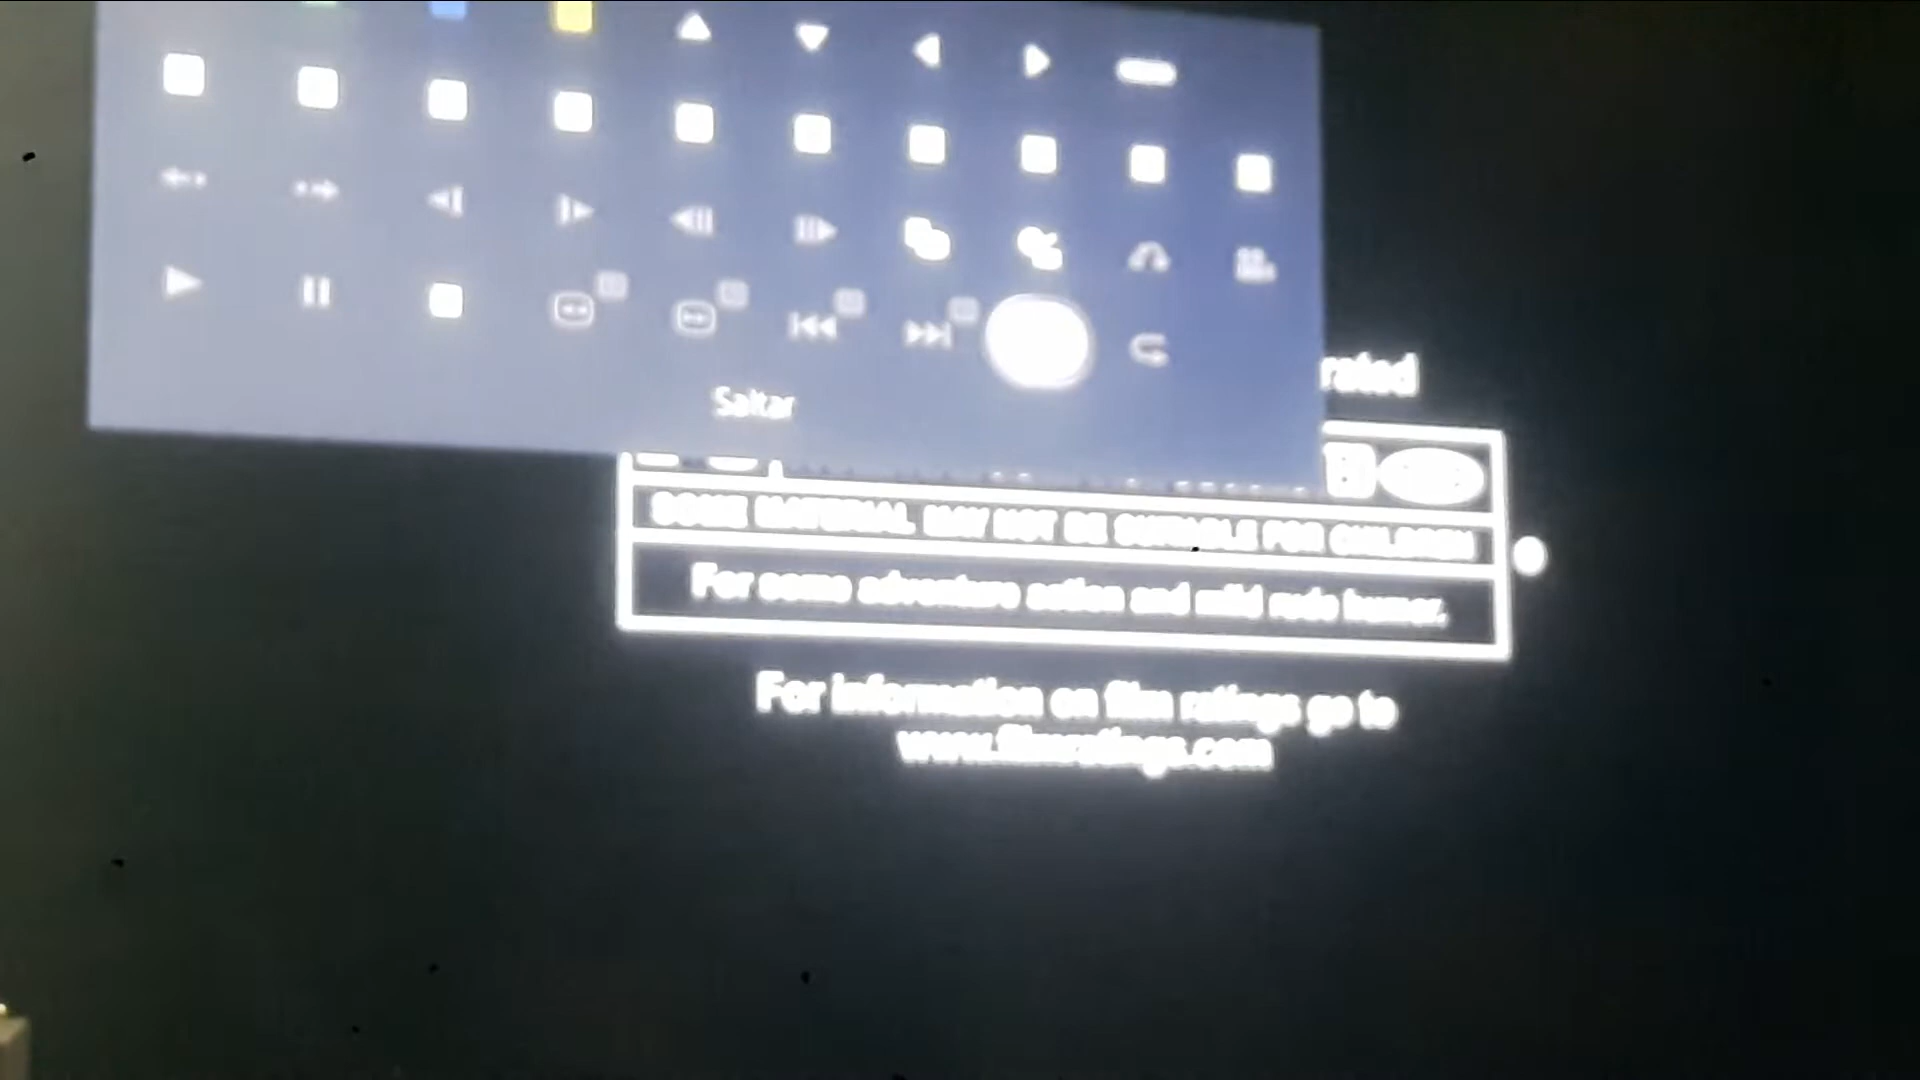 Saltar
rated
SOME MATERIAL MAY NOT BE SUITABLE FOR CHILDREN
For some adventure action and mild rude humor.
For information on film ratings go to
www.filmratings.com